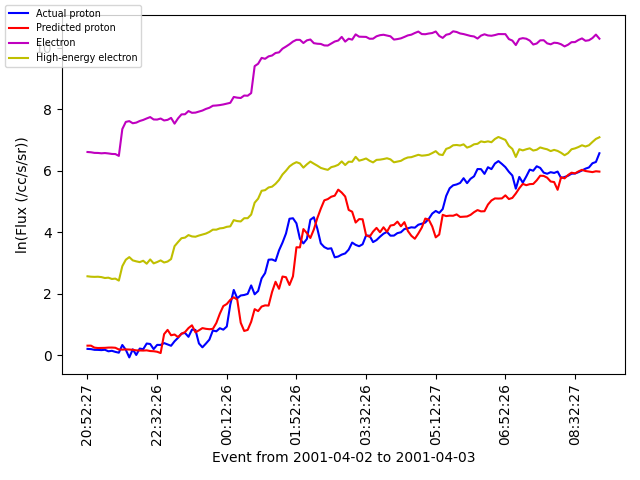 Actual proton
Predicted proton
Electron
High-energy electron
ln(Flux (/cc/s/sr))
10
8
6
4
2
0
20:52:27
22:32:26
00:12:26
01:52:26
03:32:26
05:12:27
06:52:26
08:32:27
Event from 2001-04-02 to 2001-04-03